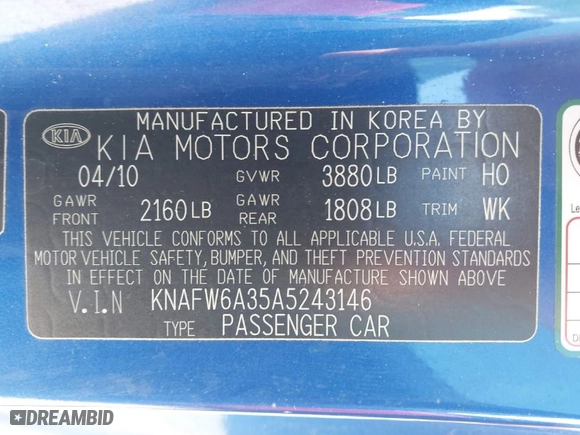 MANUFACTURED IN KOREA BY
KIA KIA MOTORS CORPORATION
04/10 GVWR 3880LB PAINT HO
GAWR FRONT 2160LB GAWR REAR 1808LB TRIM WK
THIS VEHICLE CONFORMS TO ALL APPLICABLE U.S.A. FEDERAL
MOTOR VEHICLE SAFETY, BUMPER, AND THEFT PREVENTION STANDARDS
IN EFFECT ON THE DATE OF MANUFACTURE SHOWN ABOVE
V.I.N KNAFW6A35A5243146
TYPE PASSENGER CAR
DREAMBID